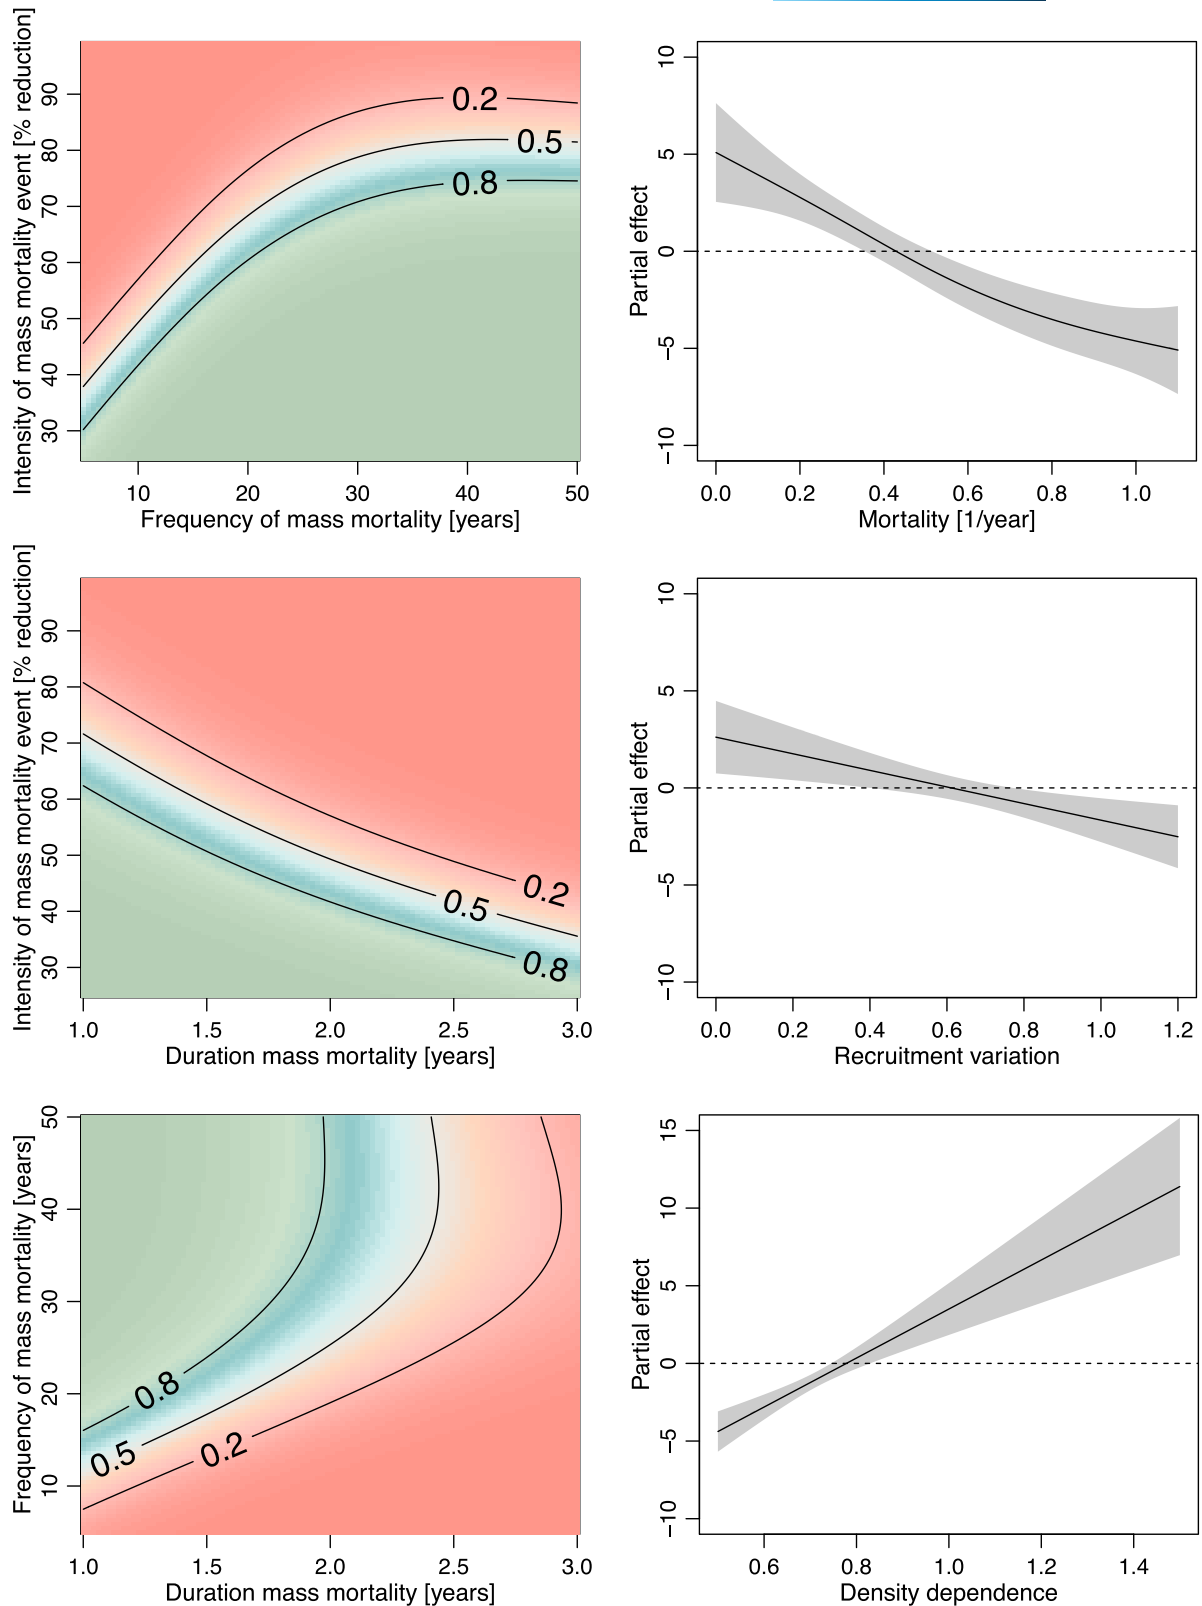 Intensity of mass mortality event [% reduction]
90
80
70
60
50
40
30
0.2
0.5
0.8
10 20 30 40 50
Frequency of mass mortality [years]
Partial effect
10
5
0
−5
−10
0.0 0.2 0.4 0.6 0.8 1.0
Mortality [1/year]
Intensity of mass mortality event [% reduction]
90
80
70
60
50
40
30
0.2
0.5
0.8
1.0 1.5 2.0 2.5 3.0
Duration mass mortality [years]
Partial effect
10
5
0
−5
−10
0.0 0.2 0.4 0.6 0.8 1.0 1.2
Recruitment variation
Frequency of mass mortality [years]
50
40
30
20
10
0.8
0.5
0.2
1.0 1.5 2.0 2.5 3.0
Duration mass mortality [years]
Partial effect
15
10
5
0
−5
−10
0.6 0.8 1.0 1.2 1.4
Density dependence